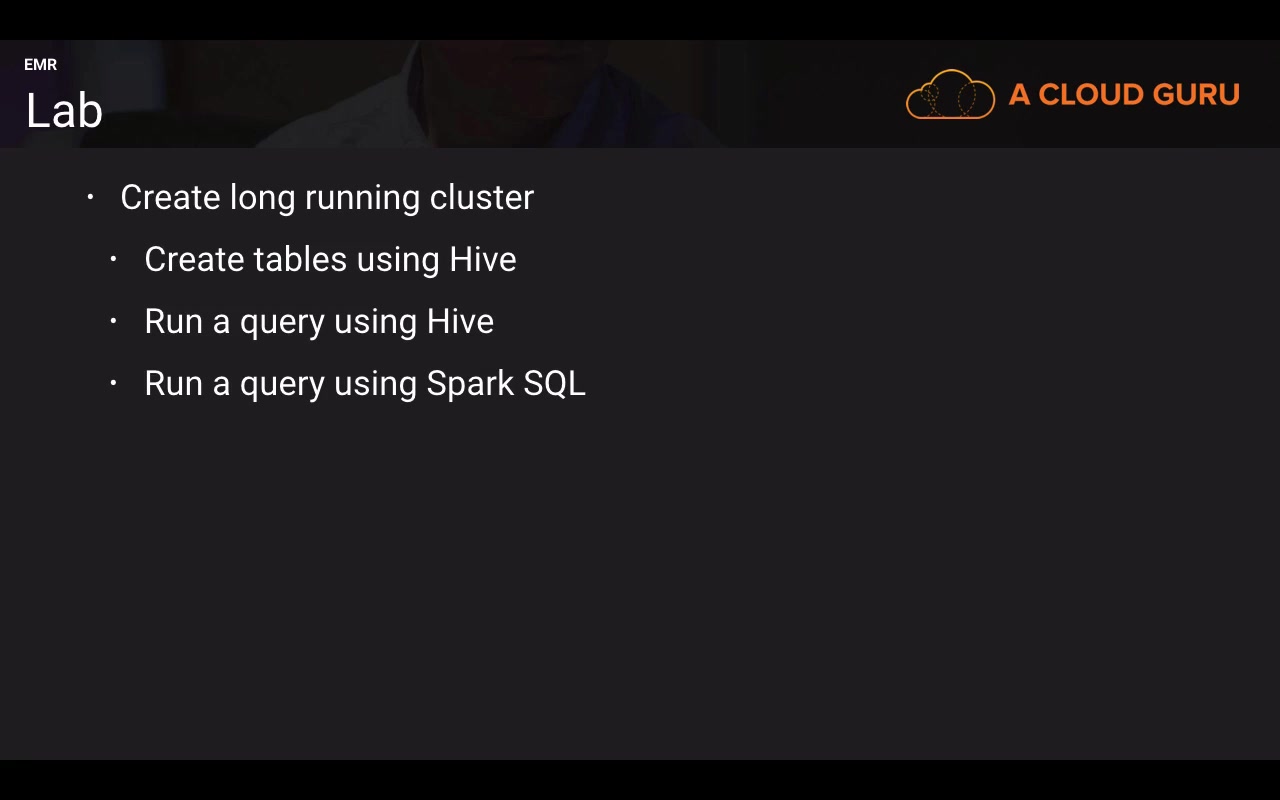 EMR
Lab
A CLOUD GURU
• Create long running cluster
• Create tables using Hive
• Run a query using Hive
• Run a query using Spark SQL